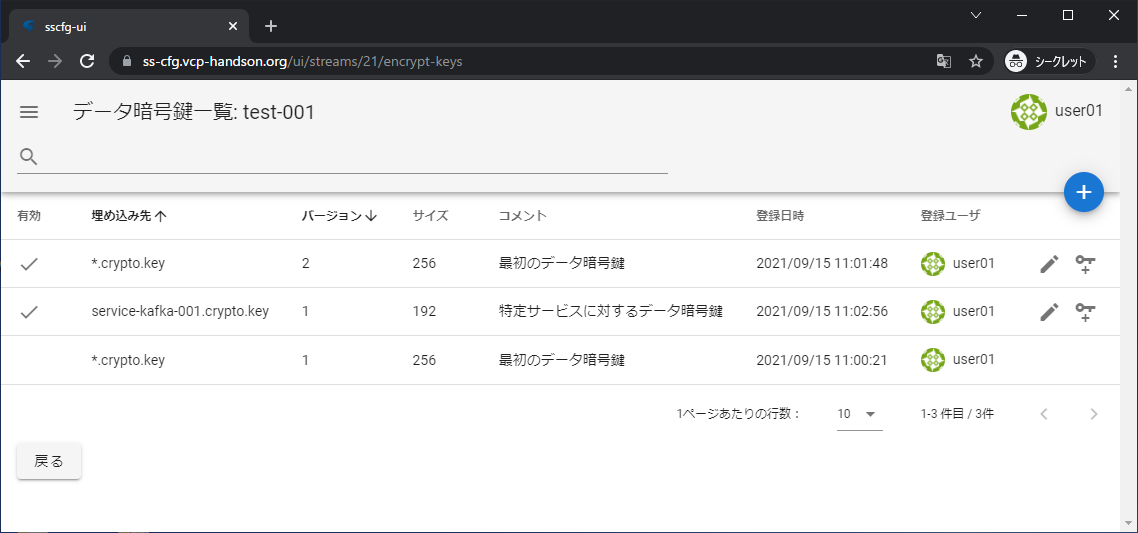 sscfg-ui
ss-cfg.vcp-handson.org/ui/streams/21/encrypt-keys シークレット
データ暗号鍵一覧: test-001 user01
有効 埋め込み先 バージョン サイズ コメント 登録日時 登録ユーザ
*.crypto.key 2 256 最初のデータ暗号鍵 2021/09/15 11:01:48 user01
service-kafka-001.crypto.key 1 192 特定サービスに対するデータ暗号鍵 2021/09/15 11:02:56 user01
*.crypto.key 1 256 最初のデータ暗号鍵 2021/09/15 11:00:21 user01
1ページあたりの行数： 10 1-3 件目 / 3件
戻る